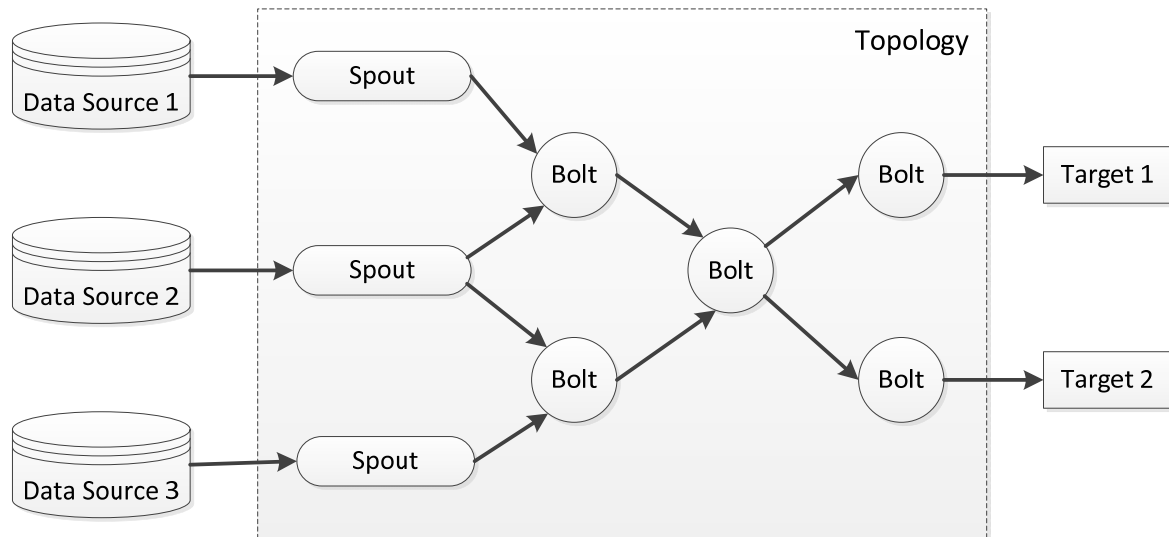 Topology
Data Source 1
Spout
Bolt
Bolt
Target 1
Data Source 2
Spout
Bolt
Data Source 3
Spout
Bolt
Bolt
Target 2